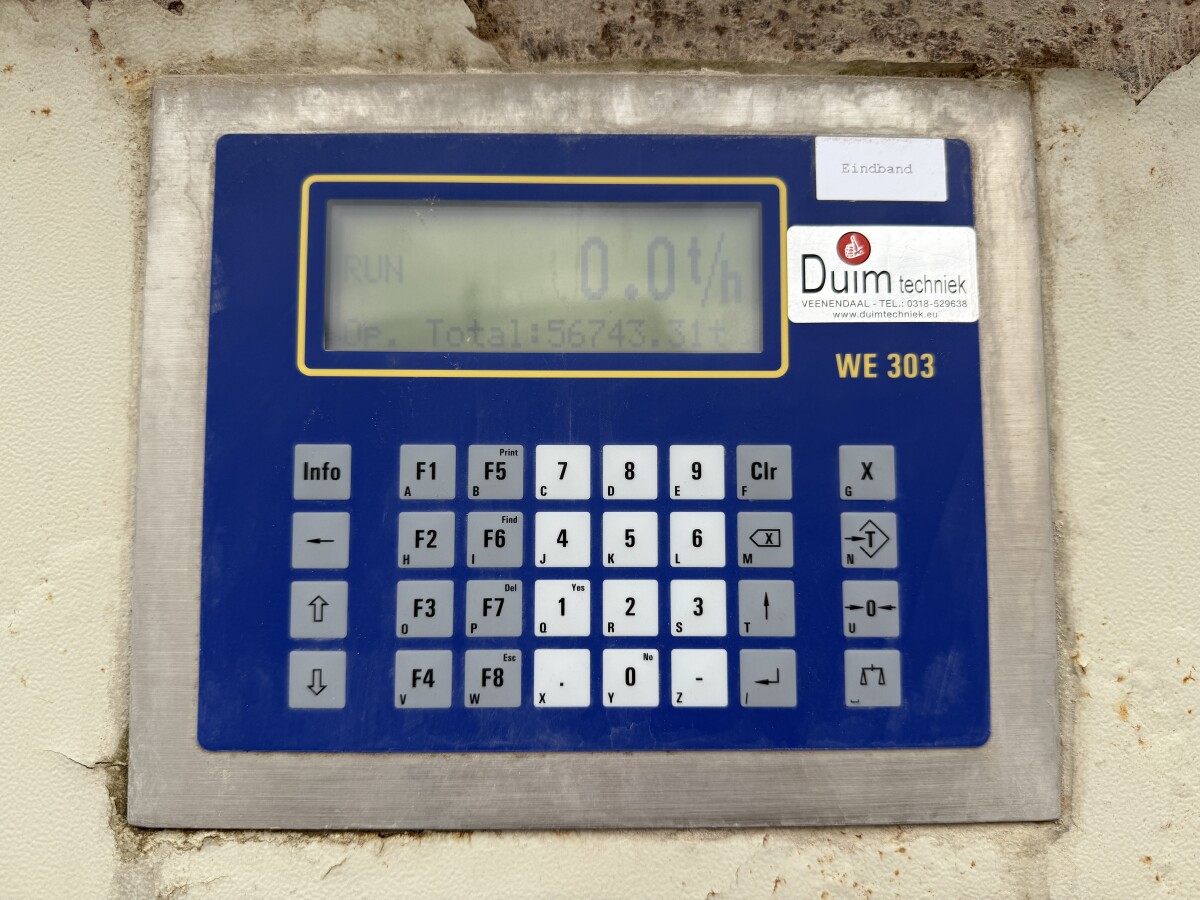 Eindband
RUN 0.0t/h
Op. Total:56743.31t
Duim techniek
VEENENDAAL - TEL.: 0318-529638
www.duimtechniek.eu
WE 303
Info F1 A F5 Print B 7 C 8 D 9 E Clr F X G
F2 H F6 Find I 4 J 5 K 6 L X M T N
F3 O F7 Del P 1 Yes Q 2 R 3 S T 0 U
F4 V F8 Esc W . X 0 No Y - Z /